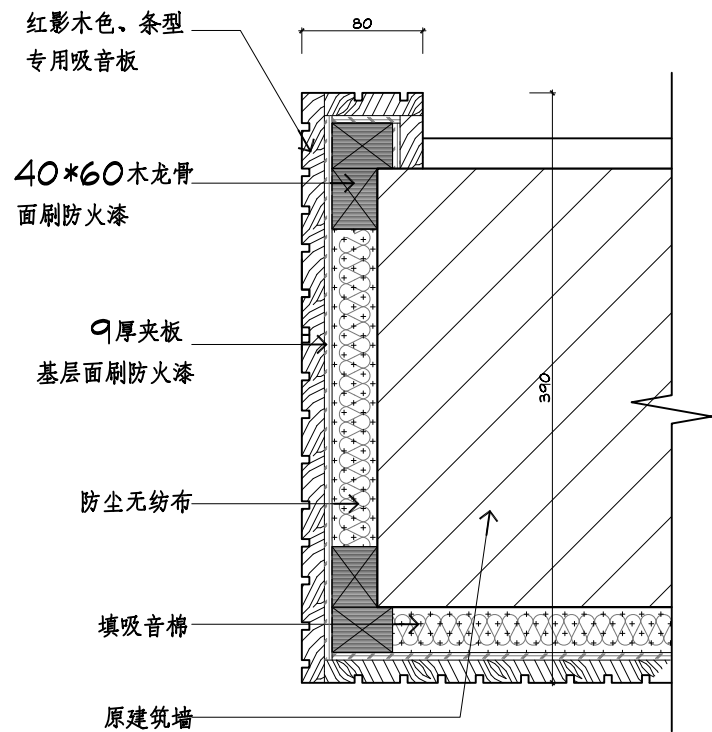 80
红影木色、条型
专用吸音板
40*60木龙骨
面刷防火漆
390
9厚夹板
基层面刷防火漆
防尘无纺布
填吸音棉
原建筑墙